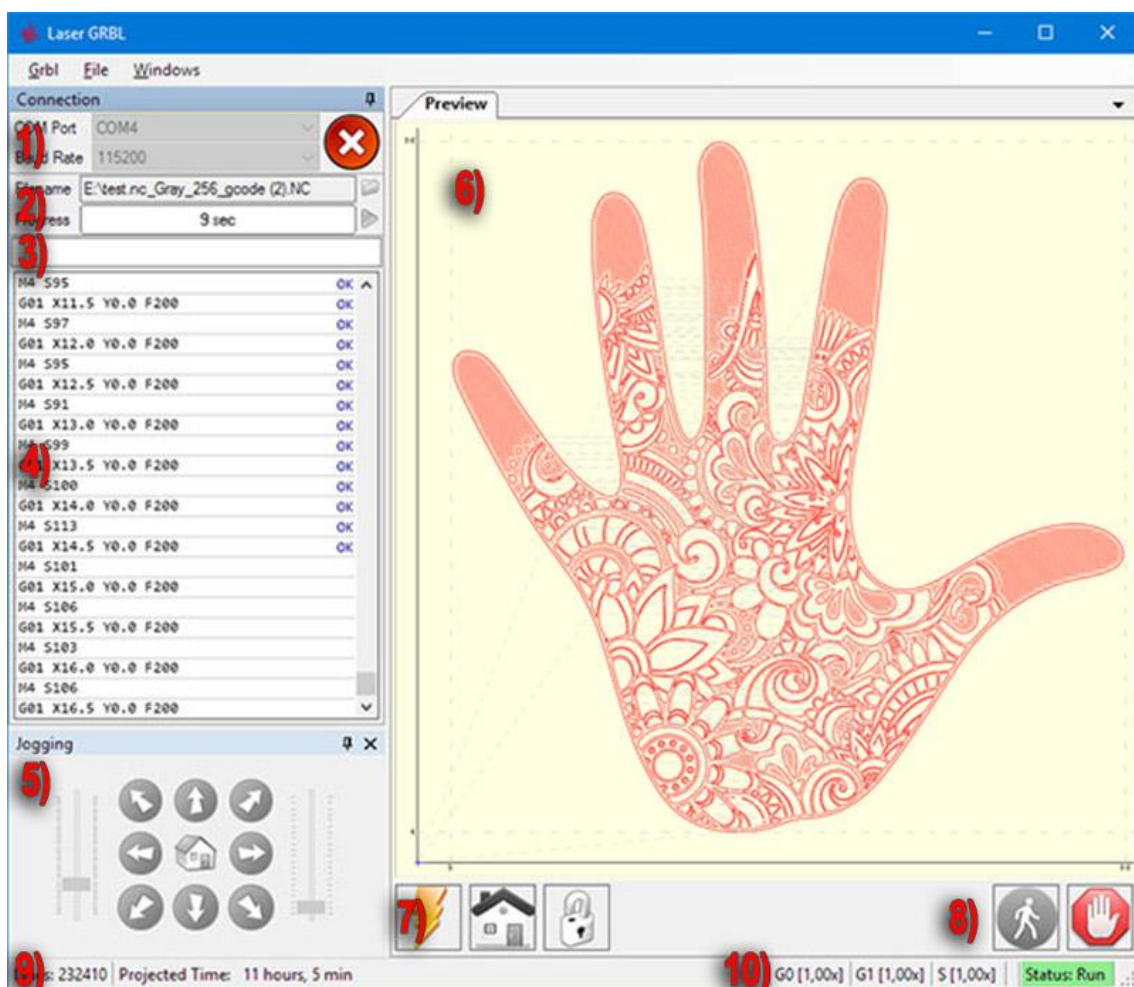 Laser GRBL
Grbl File Windows
Connection
COM Port COM4
1)
Baud Rate 115200
Filename E:\test.nc_Gray_256_gcode (2).NC
2)
Progress 9 sec
3)
M4 S95 OK
G01 X11.5 Y0.0 F200 OK
M4 S97 OK
G01 X12.0 Y0.0 F200 OK
M4 S95 OK
G01 X12.5 Y0.0 F200 OK
M4 S91 OK
G01 X13.0 Y0.0 F200 OK
M4 S99 OK
4)
G01 X13.5 Y0.0 F200 OK
M4 S100 OK
G01 X14.0 Y0.0 F200 OK
M4 S113 OK
G01 X14.5 Y0.0 F200 OK
M4 S101
G01 X15.0 Y0.0 F200
M4 S106
G01 X15.5 Y0.0 F200
M4 S103
G01 X16.0 Y0.0 F200
M4 S106
G01 X16.5 Y0.0 F200
Jogging
5)
Preview
6)
7)
8)
9)
Lines: 232410 Projected Time: 11 hours, 5 min
10)
G0 [1,00x] G1 [1,00x] S [1,00x] Status: Run